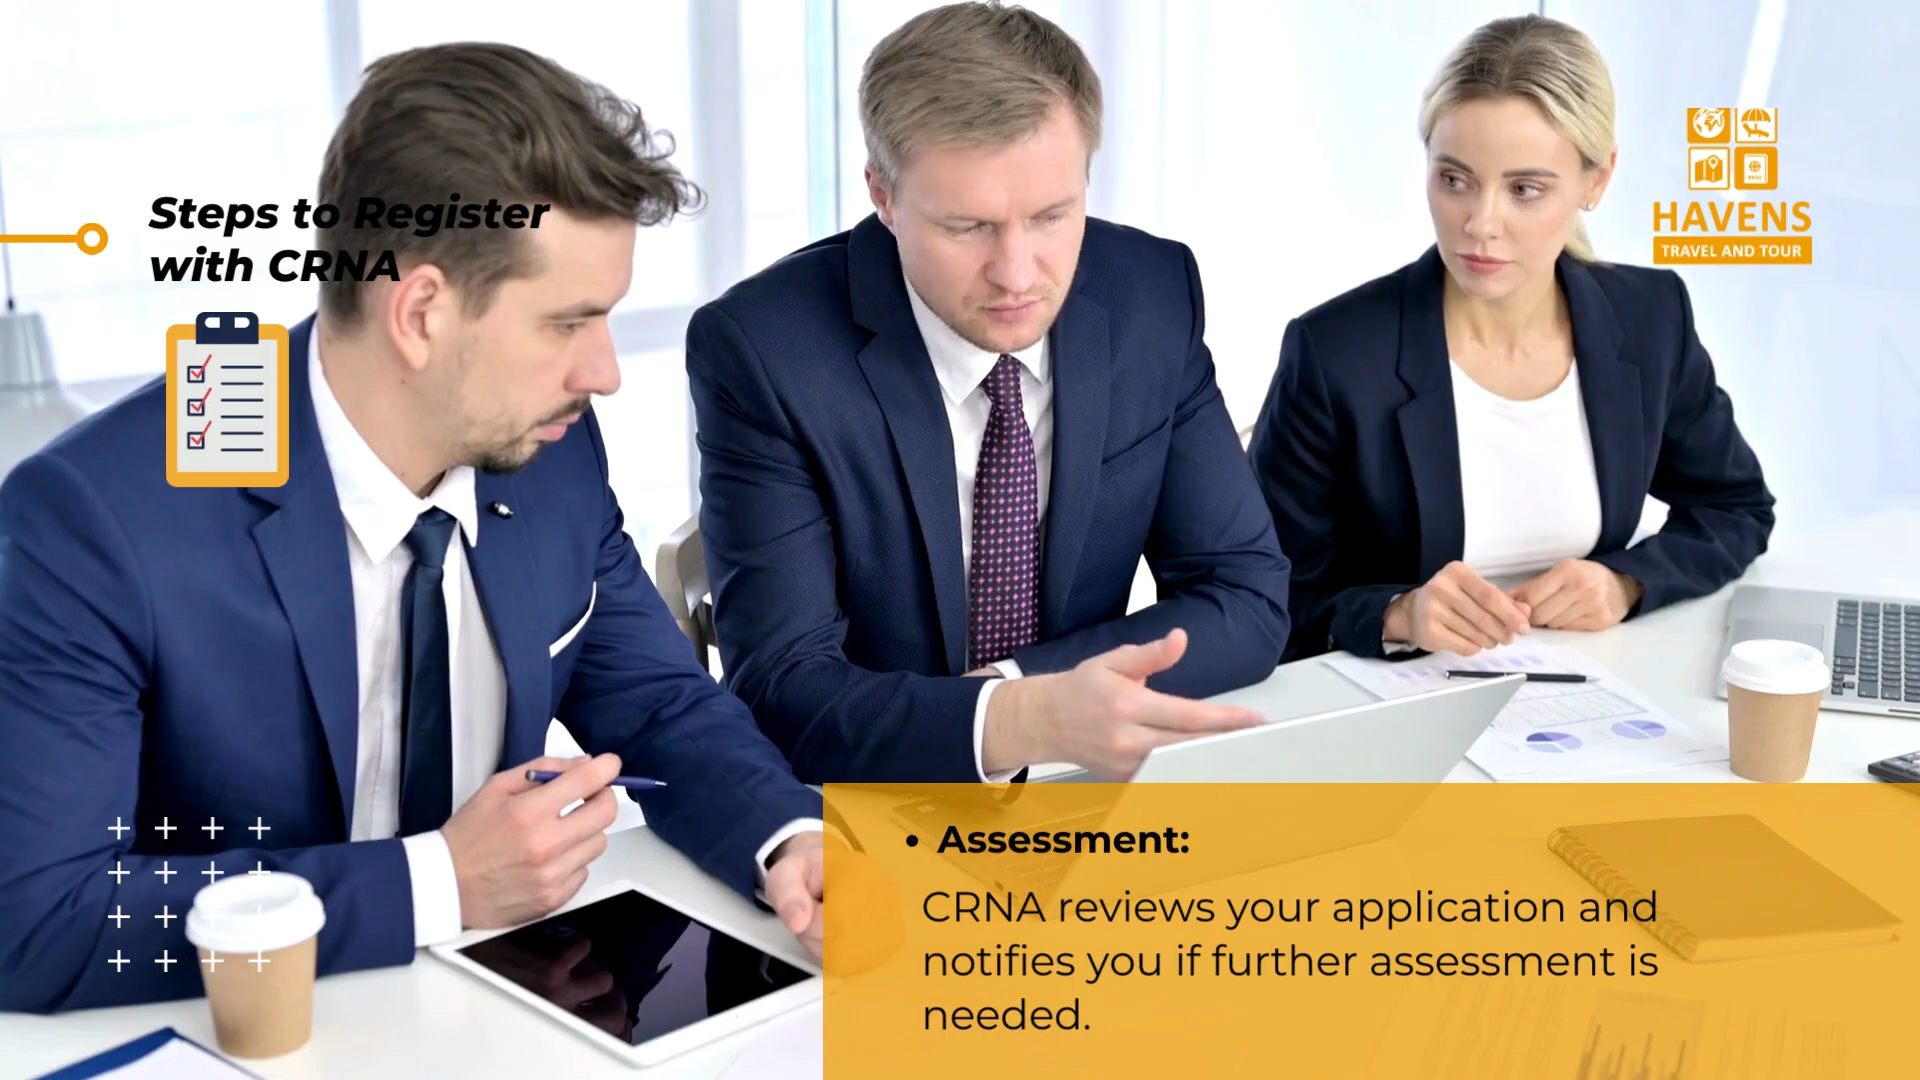 Steps to Register
with CRNA
HAVENS
TRAVEL AND TOUR
• Assessment:
CRNA reviews your application and
notifies you if further assessment is
needed.